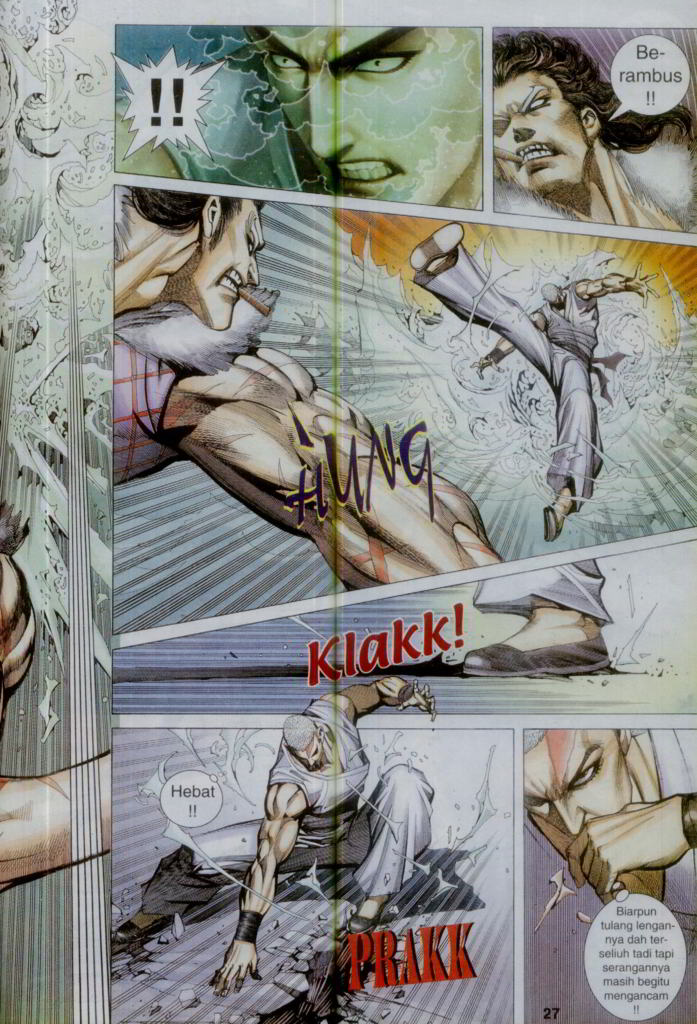 !!
Be-
rambus
!!
HUNG
Klakk!
Hebat
!!
PRAKK
Biarpun
tulang lengan-
nya dah ter-
seliuh tadi tapi
serangannya
masih begitu
mengancam
!!
27